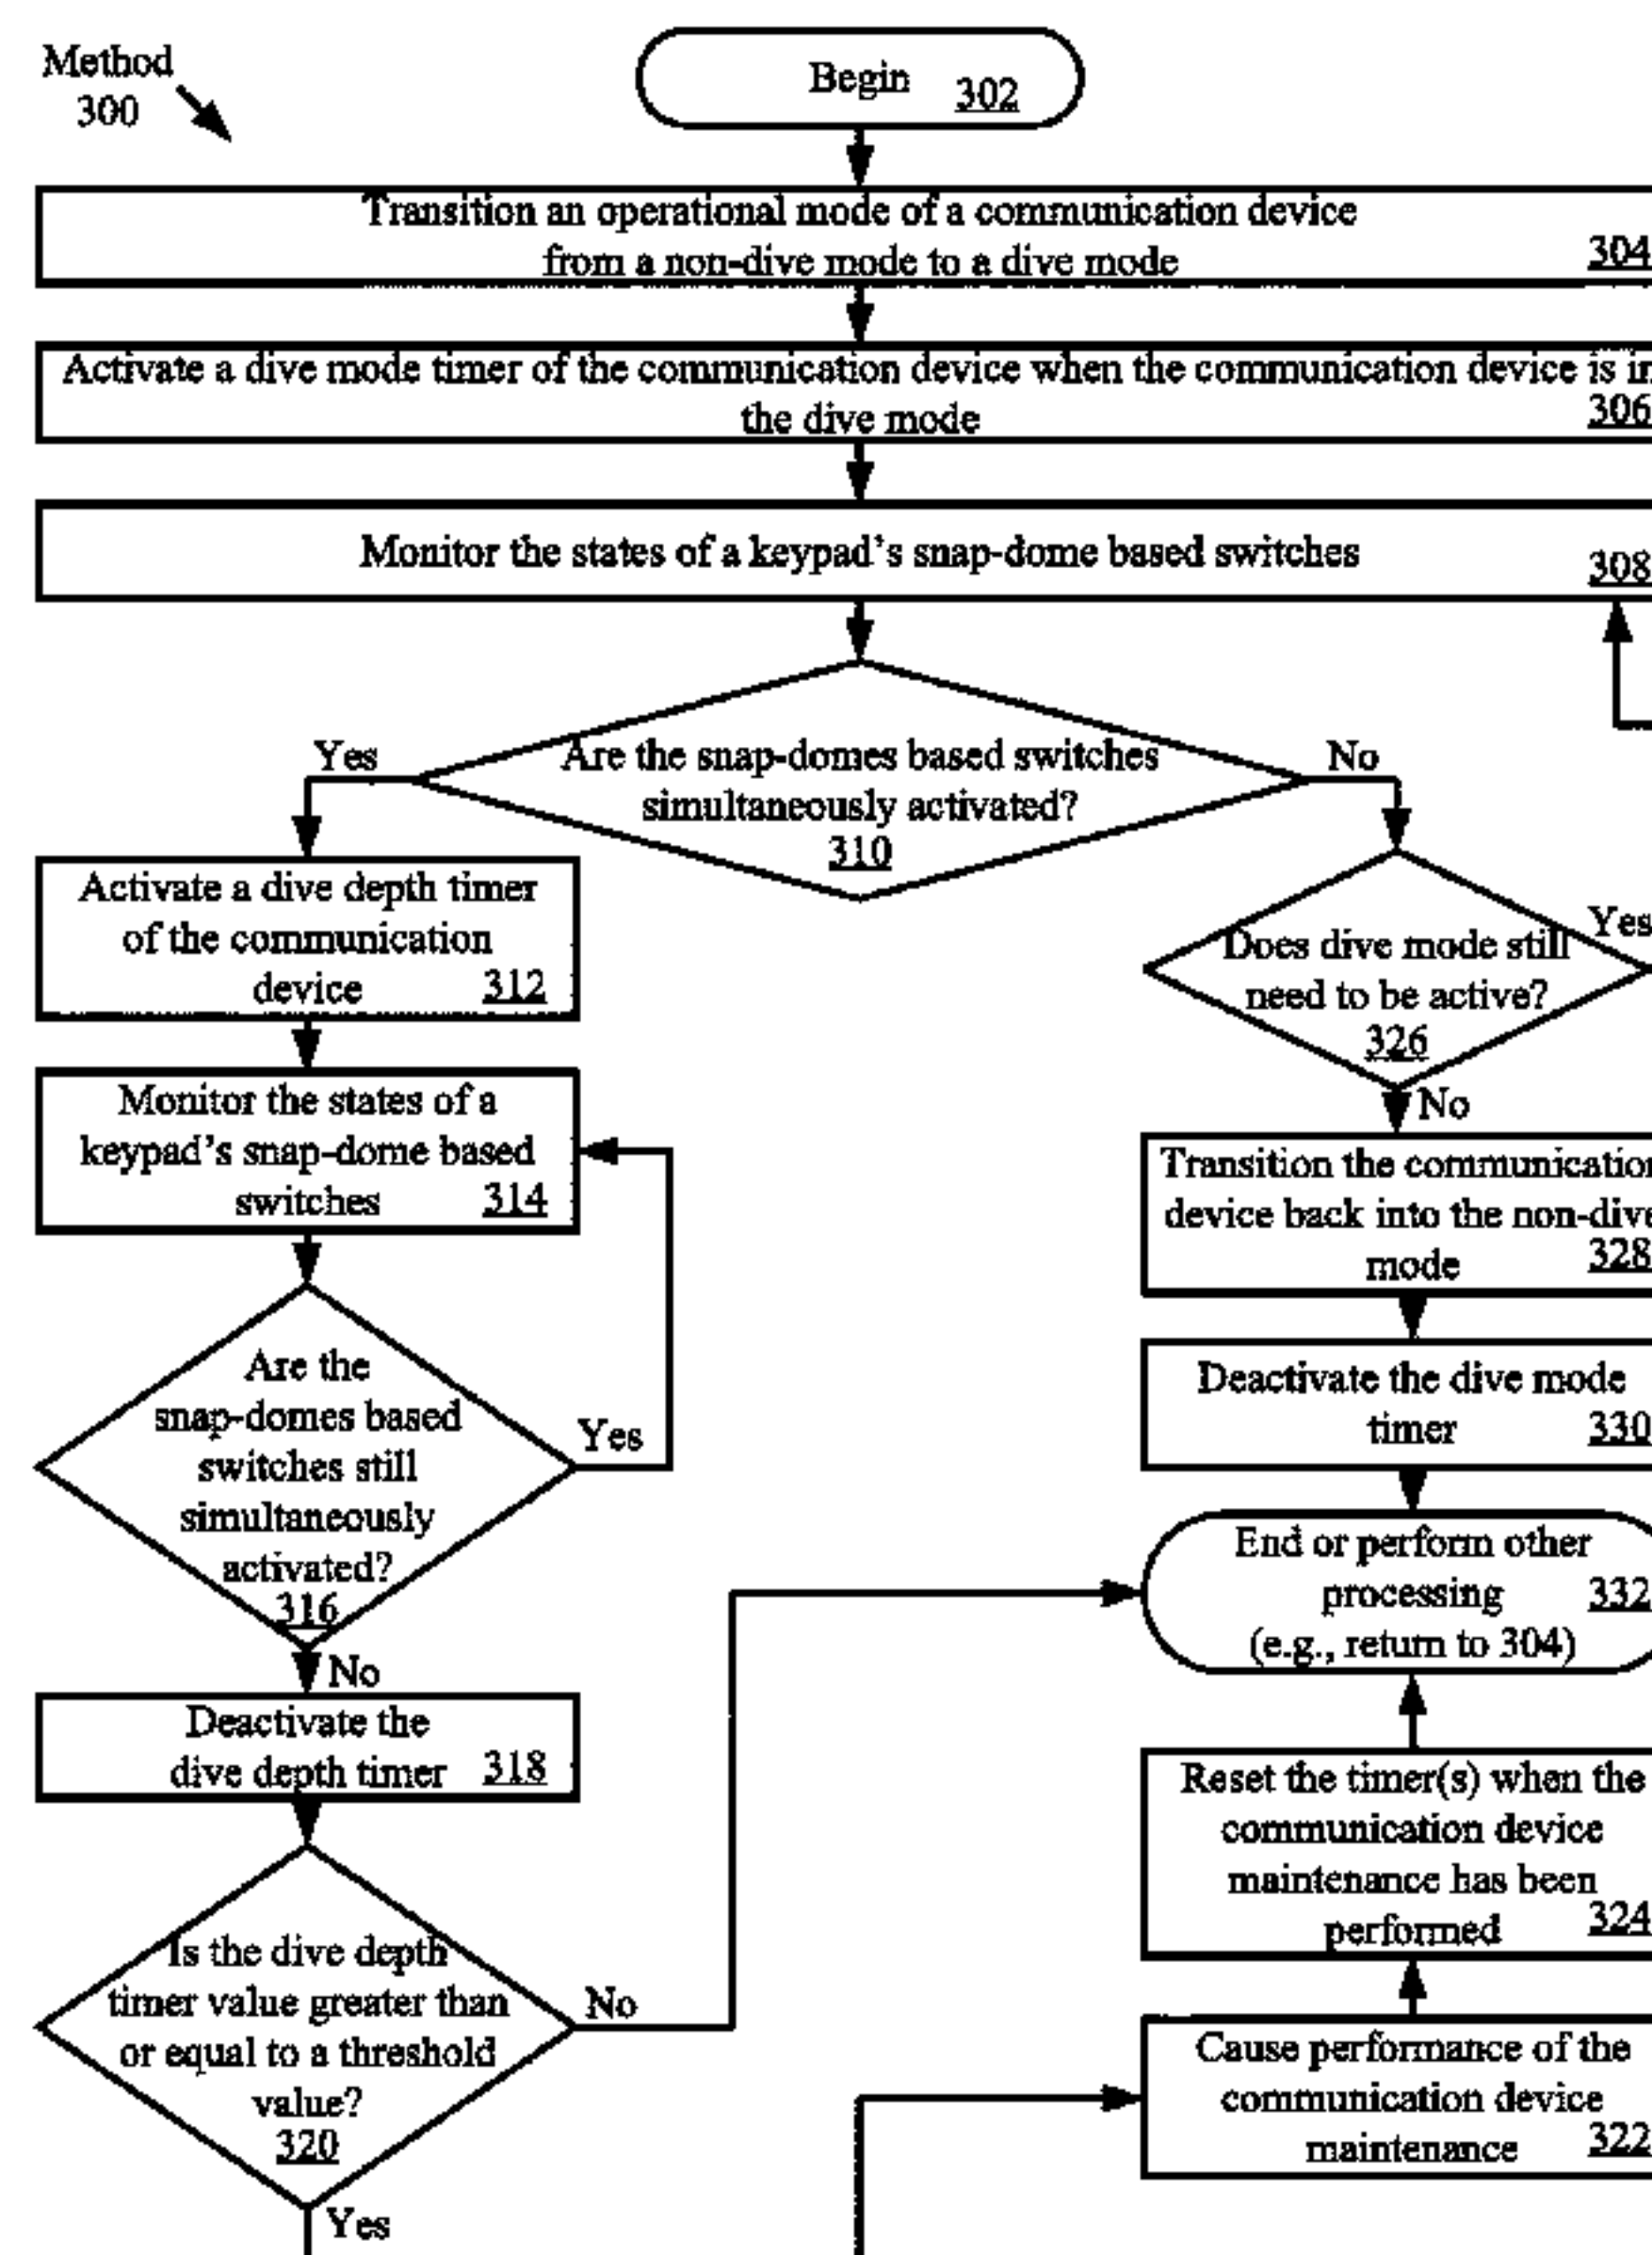 Method
300
Begin 302
Transition an operational mode of a communication device
from a non-dive mode to a dive mode 304
Activate a dive mode timer of the communication device when the communication device is in
the dive mode 306
Monitor the states of a keypad's snap-dome based switches 308
Are the snap-domes based switches
simultaneously activated?
310
Yes
No
Activate a dive depth timer
of the communication
device 312
Monitor the states of a
keypad's snap-dome based
switches 314
Are the
snap-domes based
switches still
simultaneously
activated?
316
Yes
No
Deactivate the
dive depth timer 318
Is the dive depth
timer value greater than
or equal to a threshold
value?
320
No
Yes
Does dive mode still
need to be active?
326
Yes
No
Transition the communication
device back into the non-dive
mode 328
Deactivate the dive mode
timer 330
End or perform other
processing 332
(e.g., return to 304)
Reset the timer(s) when the
communication device
maintenance has been
performed 324
Cause performance of the
communication device
maintenance 322